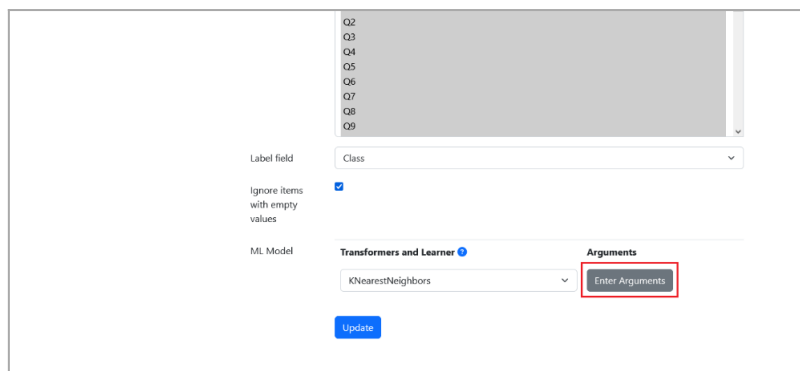 Q2
Q3
Q4
Q5
Q6
Q7
Q8
Q9
Label field
Class
Ignore items
with empty
values
ML Model
Transformers and Learner ?
Arguments
KNearestNeighbors
Enter Arguments
Update